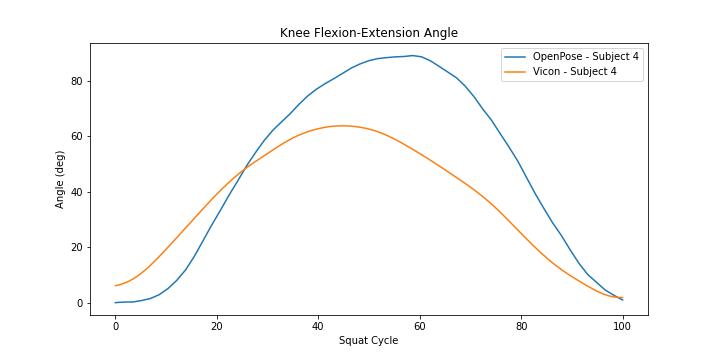 Knee Flexion-Extension Angle
OpenPose - Subject 4
Vicon - Subject 4
Angle (deg)
80
60
40
20
0
0 20 40 60 80 100
Squat Cycle